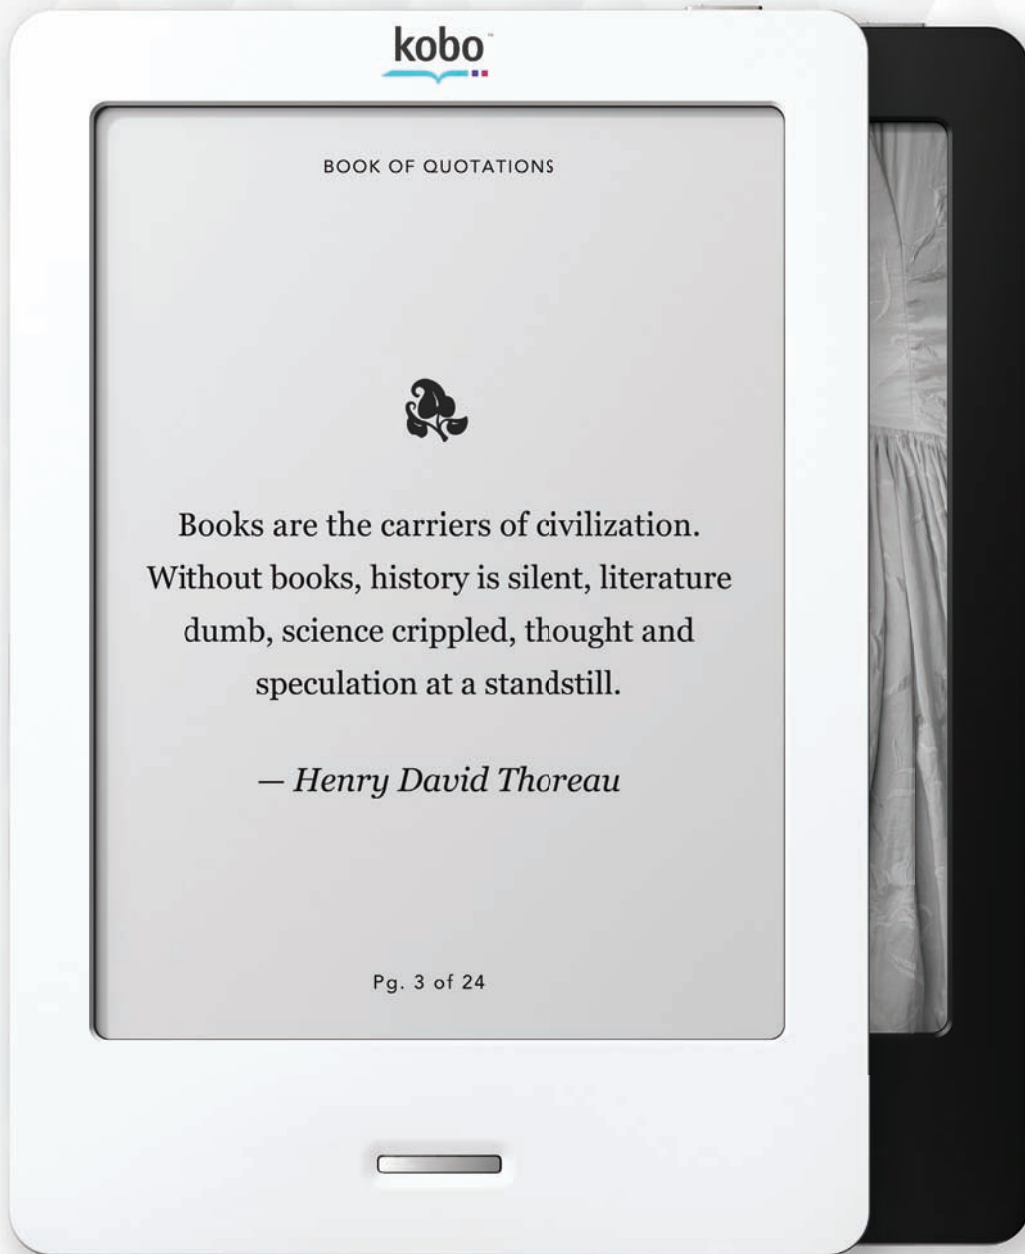 kobo™
BOOK OF QUOTATIONS
Books are the carriers of civilization.
Without books, history is silent, literature
dumb, science crippled, thought and
speculation at a standstill.
— Henry David Thoreau
Pg. 3 of 24